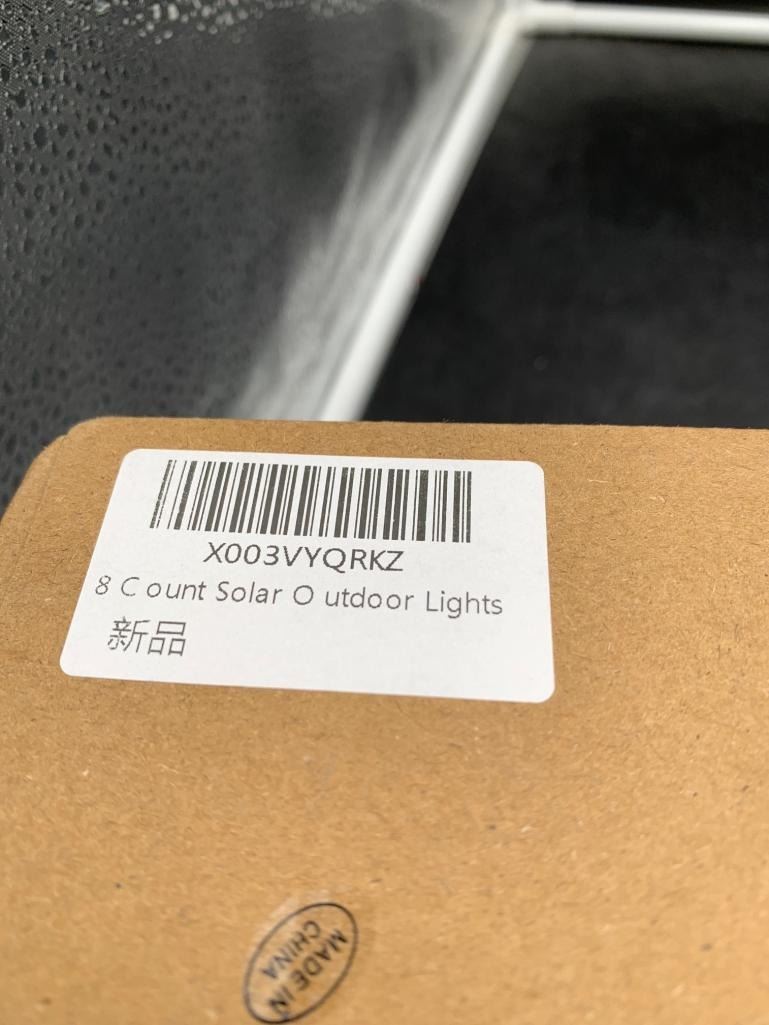 X003VYQRKZ
8 C ount Solar O utdoor Lights
新品
MADE IN
CHINA